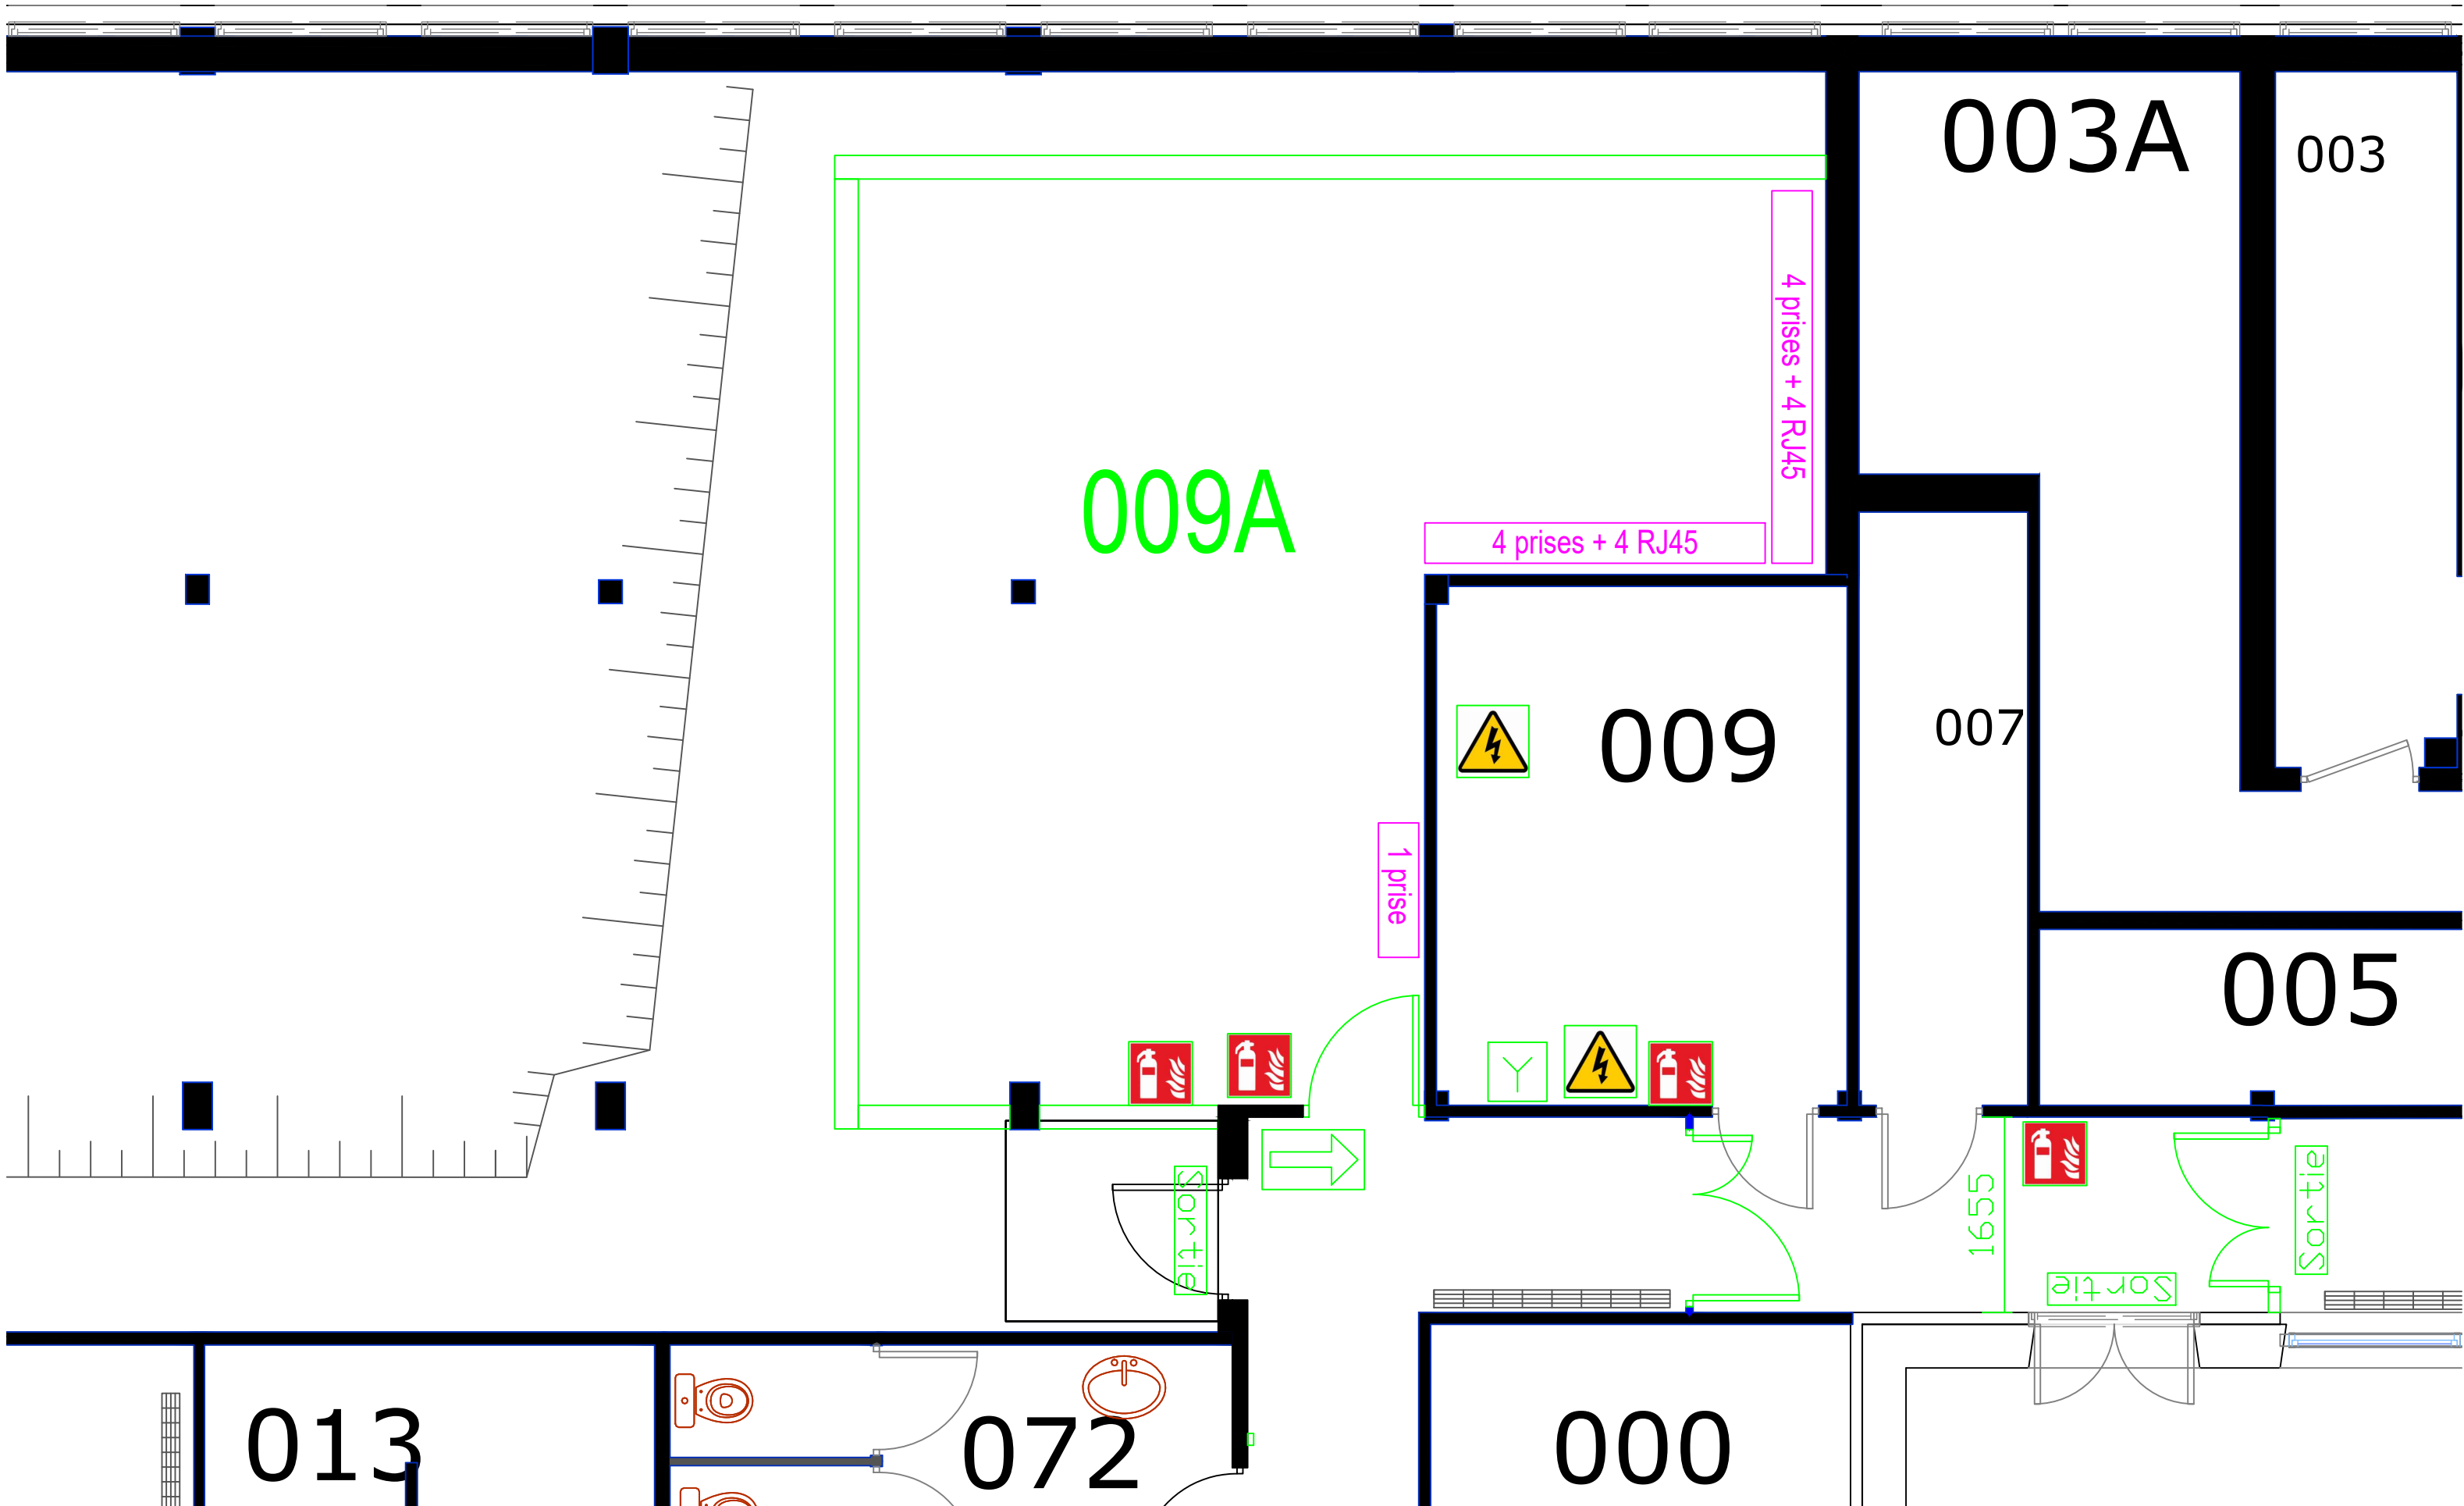 003A
003
4 prises + 4 RJ45
009A
4 prises + 4 RJ45
009
007
1 prise
005
Sortie
1655
Sortie
Sortie
013
072
000